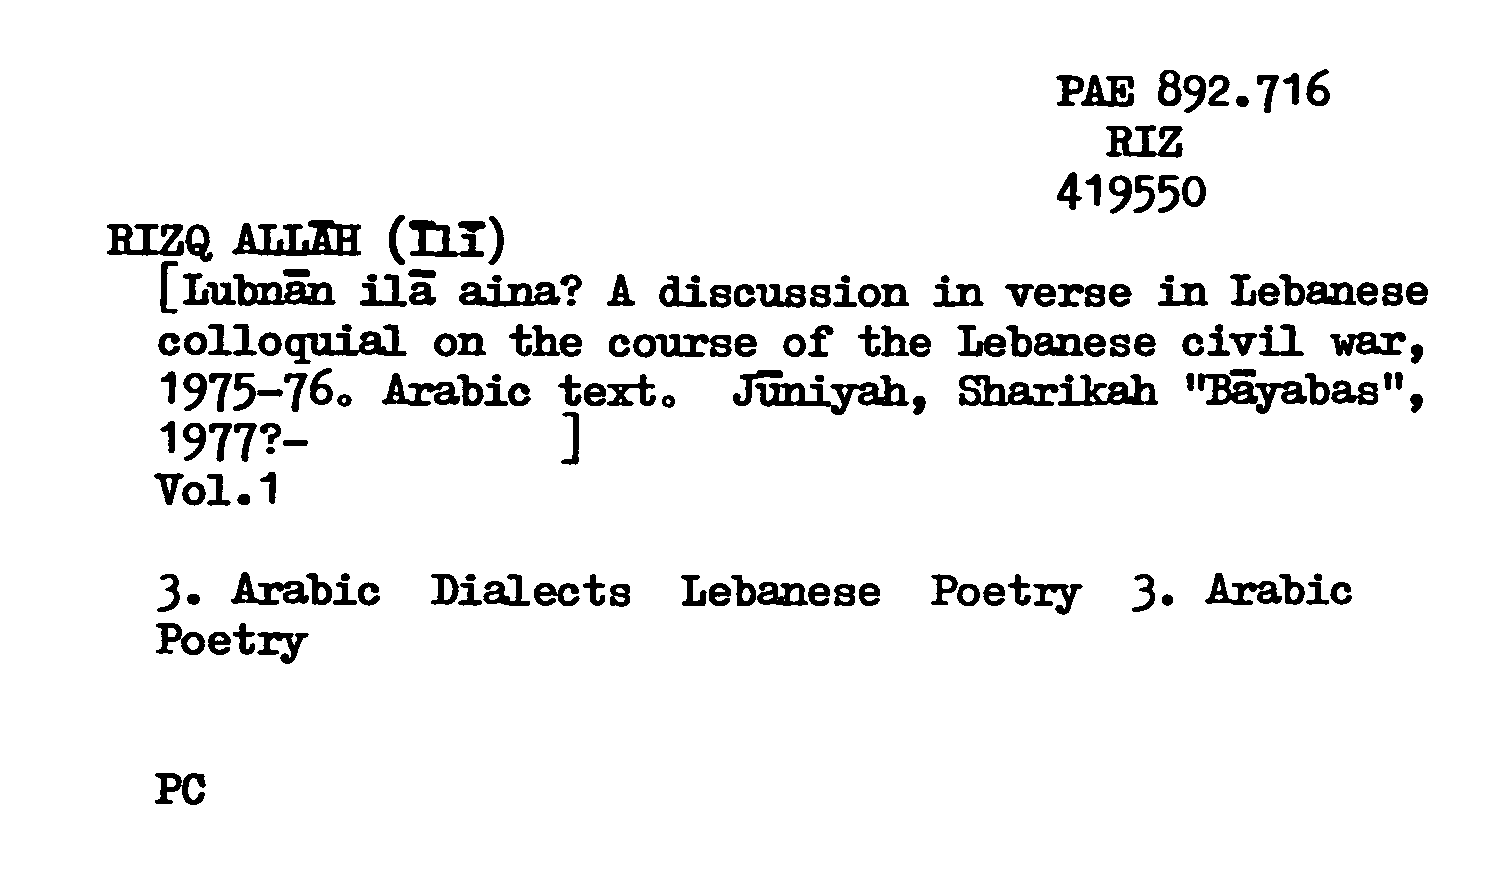 PAE 892.716
RIZ
419550
RIZQ ALLĀH (Īlī)
[Lubnān ilā aina? A discussion in verse in Lebanese
colloquial on the course of the Lebanese civil war,
1975-76. Arabic text. Jūniyah, Sharikah "Bāyabas",
1977?- ]
Vol.1
3. Arabic Dialects Lebanese Poetry 3. Arabic
Poetry
PC